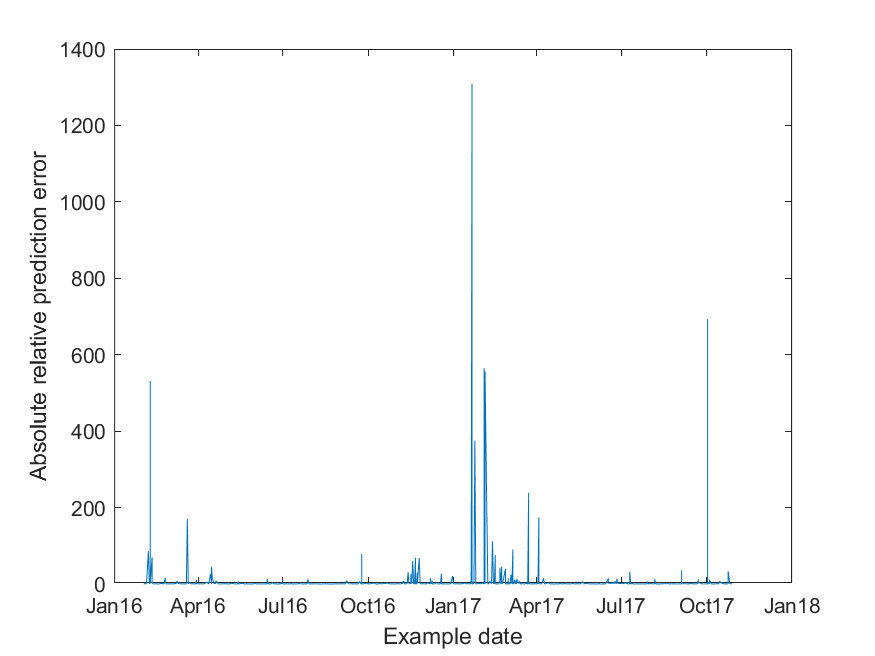 1400
1200
1000
800
600
400
200
0
Absolute relative prediction error
Jan16 Apr16 Jul16 Oct16 Jan17 Apr17 Jul17 Oct17 Jan18
Example date